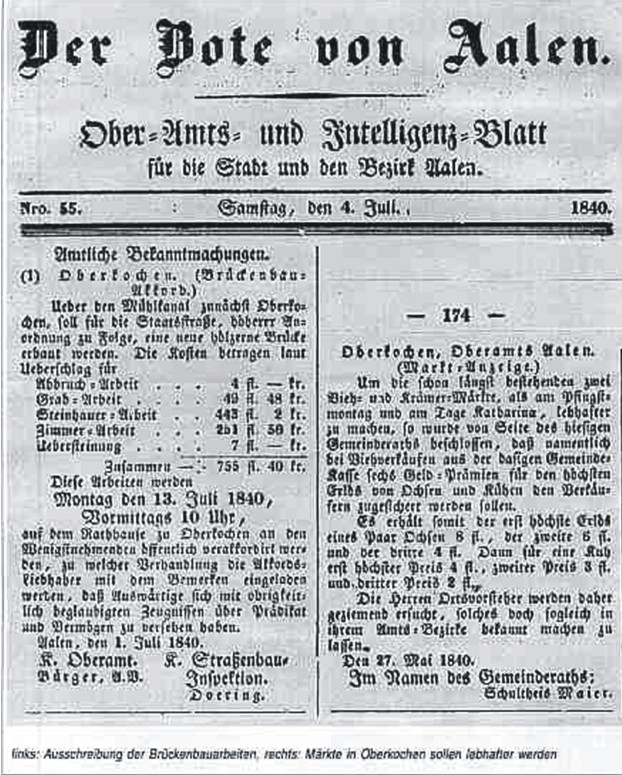 Der Bote von Aalen.
Ober-Amts- und Intelligenz-Blatt
für die Stadt und den Bezirk Aalen.
Nro. 55. Samstag, den 4. Juli. 1840.
Amtliche Bekanntmachungen.
(1) Oberkochen. (Brückenbau-
Akkord.)
Ueber den Mühlkanal zunächst Oberko-
chen, soll für die Staatsstraße, höherer An-
ordnung zu Folge, eine neue hölzerne Brücke
erbaut werden. Die Kosten betragen laut
Ueberschlag für
Abbruch-Arbeit . . . 4 fl. — kr.
Grab-Arbeit . . . . 49 fl. 48 kr.
Steinhauer-Arbeit . . 443 fl. 2 kr.
Zimmer-Arbeit . . . 251 fl. 50 kr.
Uebersteinung . . . 7 fl. — kr.
Zusammen —: 755 fl. 40 kr.
Diese Arbeiten werden
Montag den 13. Juli 1840,
Vormittags 10 Uhr,
auf dem Rathhause zu Oberkochen an den
Wenigstnehmenden öffentlich verakkordirt wer-
den, zu welcher Verhandlung die Akkords-
liebhaber mit dem Bemerken eingeladen
werden, daß Auswärtige sich mit obrigkeit-
lich beglaubigten Zeugnissen über Prädikat
und Vermögen zu versehen haben.
Aalen, den 1. Juli 1840.
K. Oberamt. K. Straßenbau-
Bürger, A.V. Inspektion.
Doering.
— 174 —
Oberkochen, Oberamts Aalen.
(Markt-Anzeige.)
Um die schon längst bestehenden zwei
Vieh- und Krämer-Märkte, als am Pfingst-
montag und am Tage Katharina, lebhafter
zu machen, so wurde von Seite des hiesigen
Gemeinderaths beschlossen, daß namentlich
bei Viehverkäufen aus der dasigen Gemeinde-
Kasse sechs Geld-Prämien für den höchsten
Erlös von Ochsen und Kühen den Verkäu-
fern zugesichert werden sollen.
Es erhält somit der erst höchste Erlös
eines Paar Ochsen 8 fl., der zweite 6 fl.
und der dritte 4 fl. Dann für eine Kuh
erst höchster Preis 4 fl., zweiter Preis 3 fl.
und dritter Preis 2 fl.
Die Herren Ortsvorsteher werden daher
geziemend ersucht, solches doch sogleich in
ihrem Amts-Bezirke bekannt machen zu
lassen.
Den 27. Mai 1840.
Im Namen des Gemeinderaths:
Schultheis Maier.
links: Ausschreibung der Brückenbauarbeiten, rechts: Märkte in Oberkochen sollen lebhafter werden